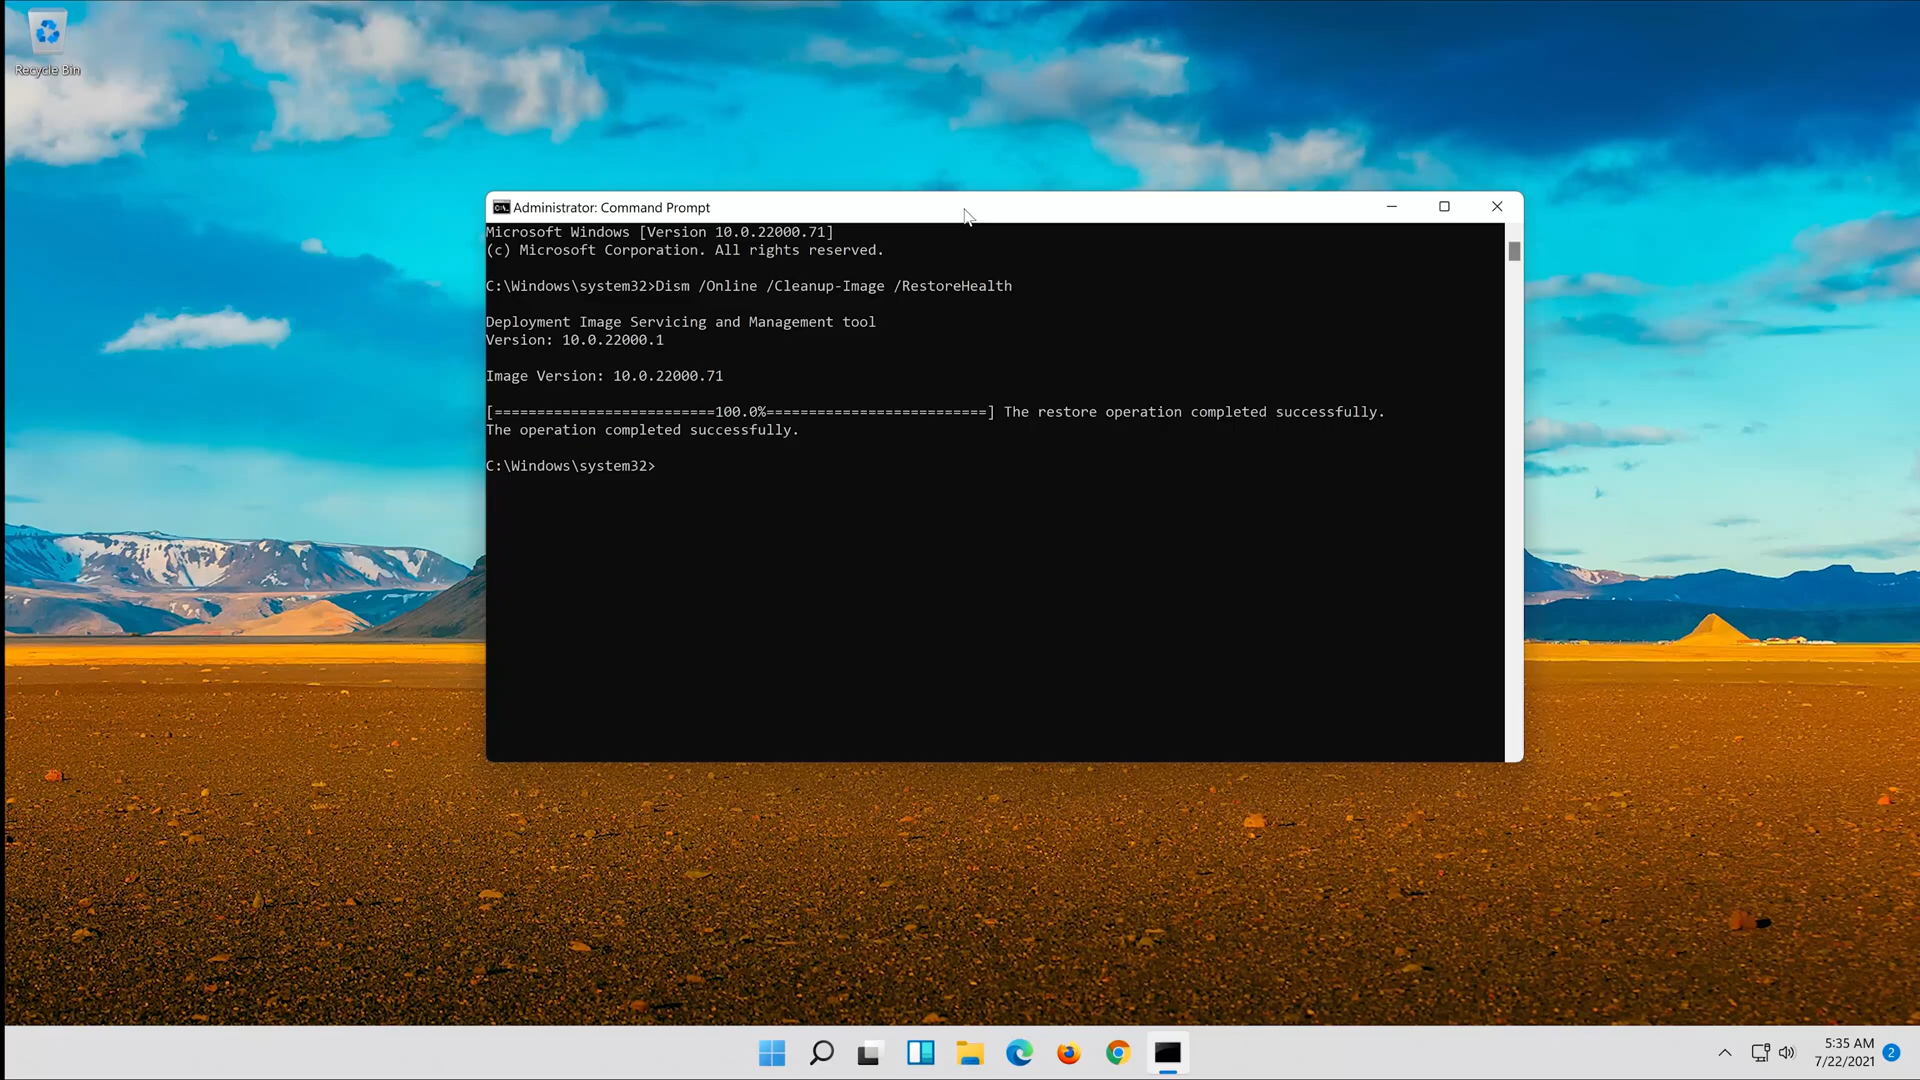 Recycle Bin
Administrator: Command Prompt
Microsoft Windows [Version 10.0.22000.71]
(c) Microsoft Corporation. All rights reserved.
C:\Windows\system32>Dism /Online /Cleanup-Image /RestoreHealth
Deployment Image Servicing and Management tool
Version: 10.0.22000.1
Image Version: 10.0.22000.71
[==========================100.0%==========================] The restore operation completed successfully.
The operation completed successfully.
C:\Windows\system32>
5:35 AM
7/22/2021
2